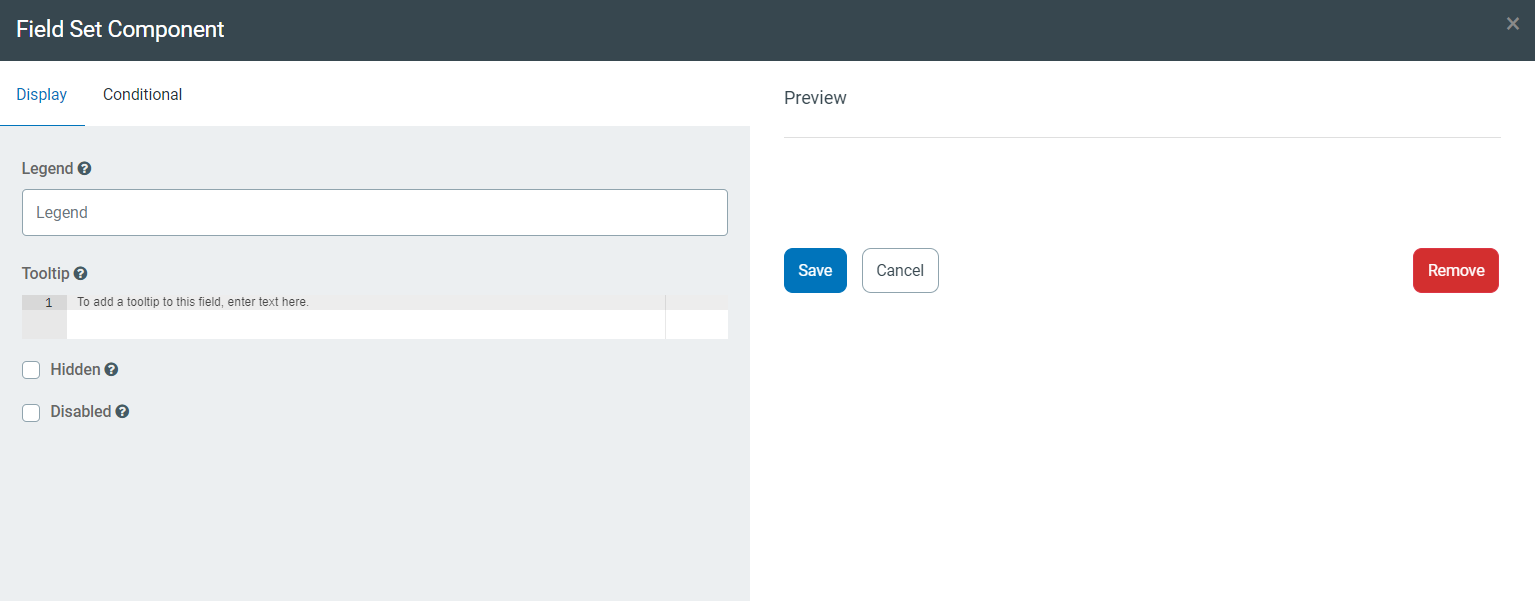 Field Set Component
×
Display Conditional
Legend ?
Legend
Tooltip ?
1 To add a tooltip to this field, enter text here.
Hidden ?
Disabled ?
Preview
Save Cancel Remove